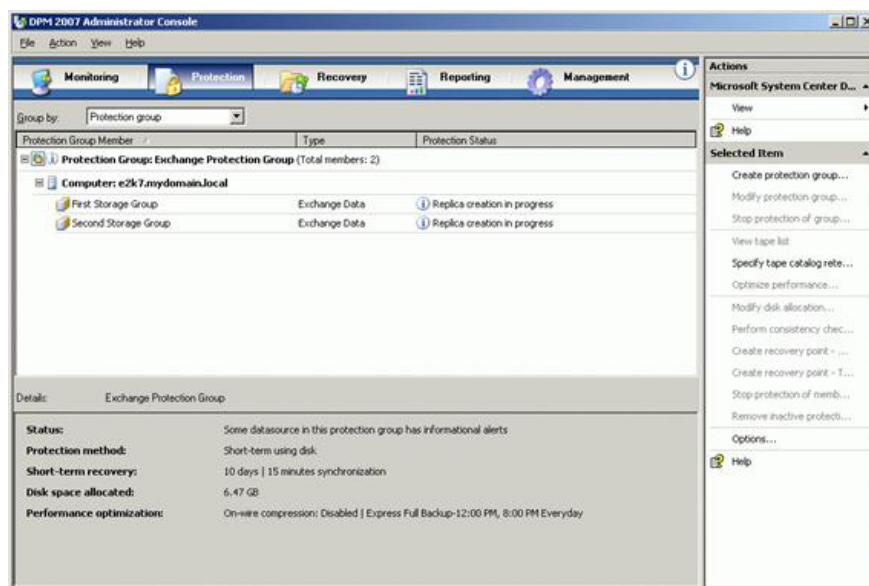 DPM 2007 Administrator Console
File Action View Help
Monitoring Protection Recovery Reporting Management
Group by: Protection group
Protection Group Member Type Protection Status
Protection Group: Exchange Protection Group (Total members: 2)
Computer: e2k7.mydomain.local
First Storage Group Exchange Data Replica creation in progress
Second Storage Group Exchange Data Replica creation in progress
Details: Exchange Protection Group
Status: Some datasource in this protection group has informational alerts
Protection method: Short-term using disk
Short-term recovery: 10 days | 15 minutes synchronization
Disk space allocated: 6.47 GB
Performance optimization: On-wire compression: Disabled | Express Full Backup-12:00 PM, 8:00 PM Everyday
Actions
Microsoft System Center D...
View
Help
Selected Item
Create protection group...
Modify protection group...
Stop protection of group...
View tape list
Specify tape catalog rete...
Optimize performance...
Modify disk allocation...
Perform consistency chec...
Create recovery point - ...
Create recovery point - T...
Stop protection of memb...
Remove inactive protecti...
Options...
Help